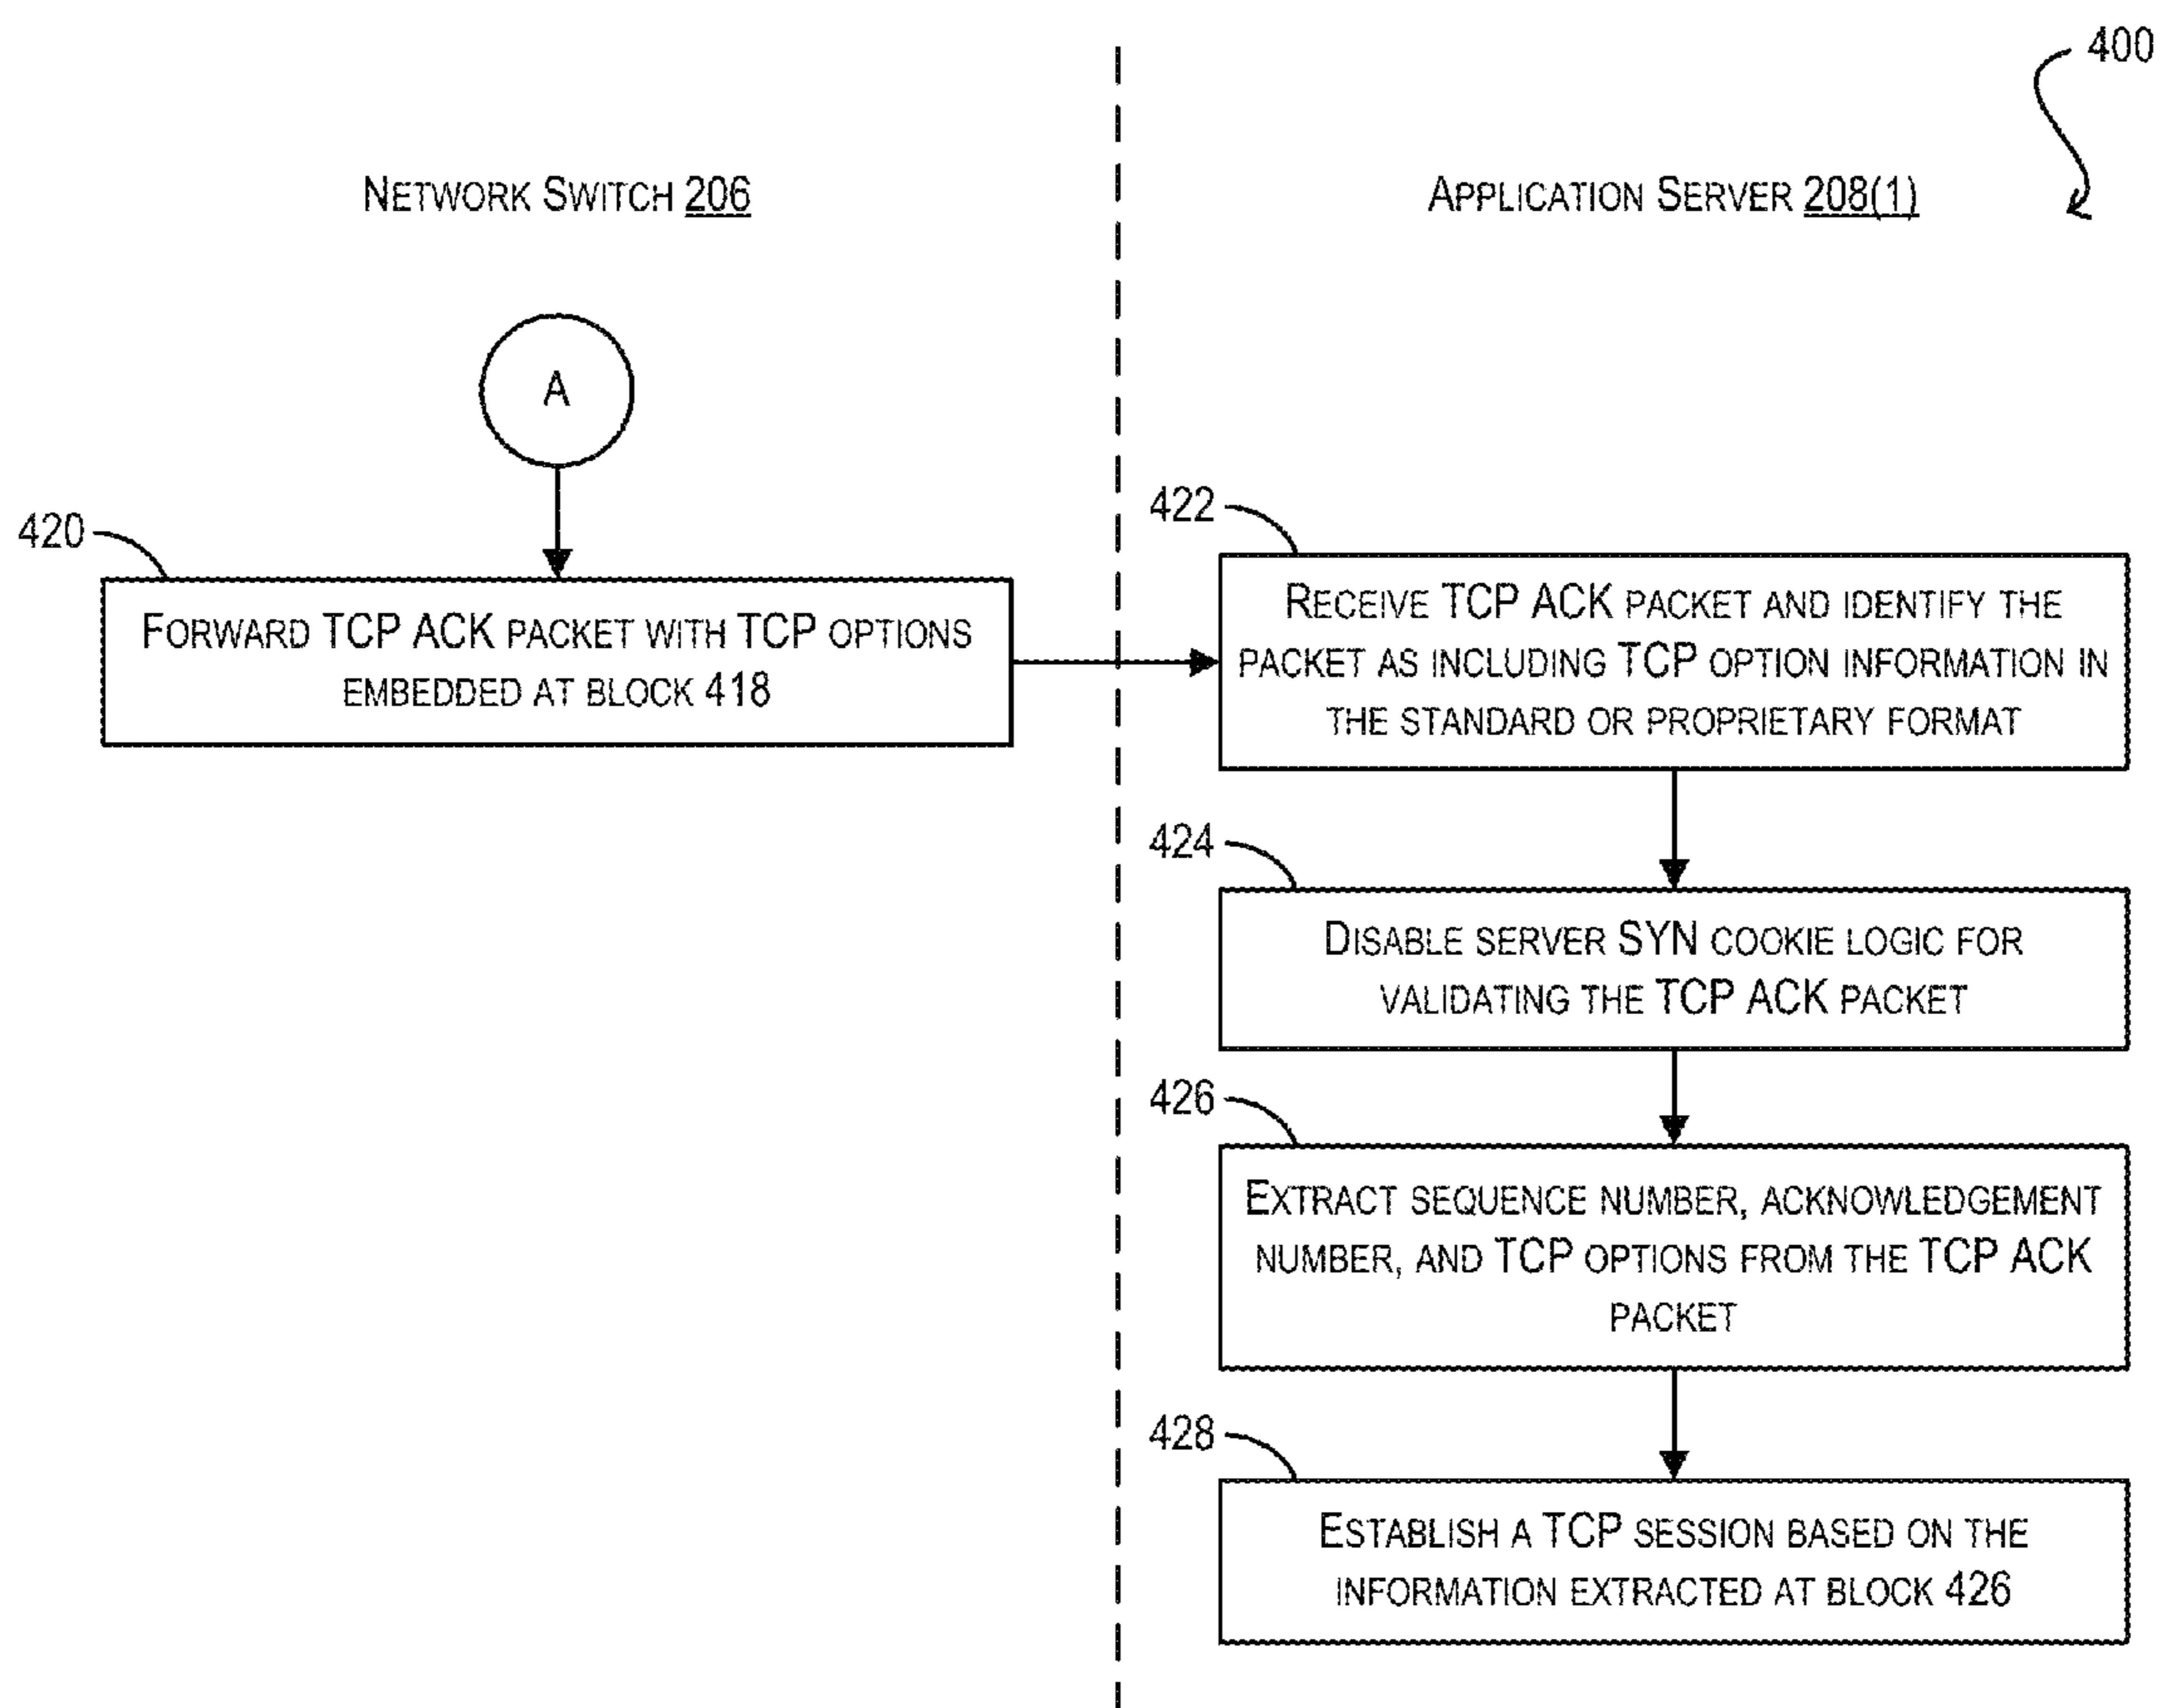 400
NETWORK SWITCH 206
APPLICATION SERVER 208(1)
A
420
FORWARD TCP ACK PACKET WITH TCP OPTIONS
EMBEDDED AT BLOCK 418
422
RECEIVE TCP ACK PACKET AND IDENTIFY THE
PACKET AS INCLUDING TCP OPTION INFORMATION IN
THE STANDARD OR PROPRIETARY FORMAT
424
DISABLE SERVER SYN COOKIE LOGIC FOR
VALIDATING THE TCP ACK PACKET
426
EXTRACT SEQUENCE NUMBER, ACKNOWLEDGEMENT
NUMBER, AND TCP OPTIONS FROM THE TCP ACK
PACKET
428
ESTABLISH A TCP SESSION BASED ON THE
INFORMATION EXTRACTED AT BLOCK 426